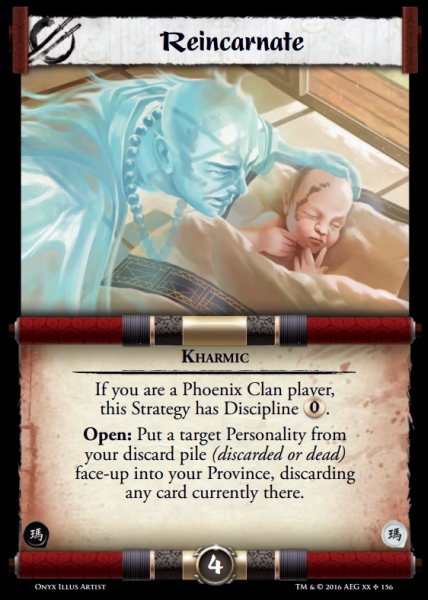 Reincarnate
Kharmic
If you are a Phoenix Clan player,
this Strategy has Discipline 0.
Open: Put a target Personality from
your discard pile (discarded or dead)
face-up into your Province, discarding
any card currently there.
瑪 瑪
4
Onyx Illus Artist TM & © 2016 AEG XX ❖ 156